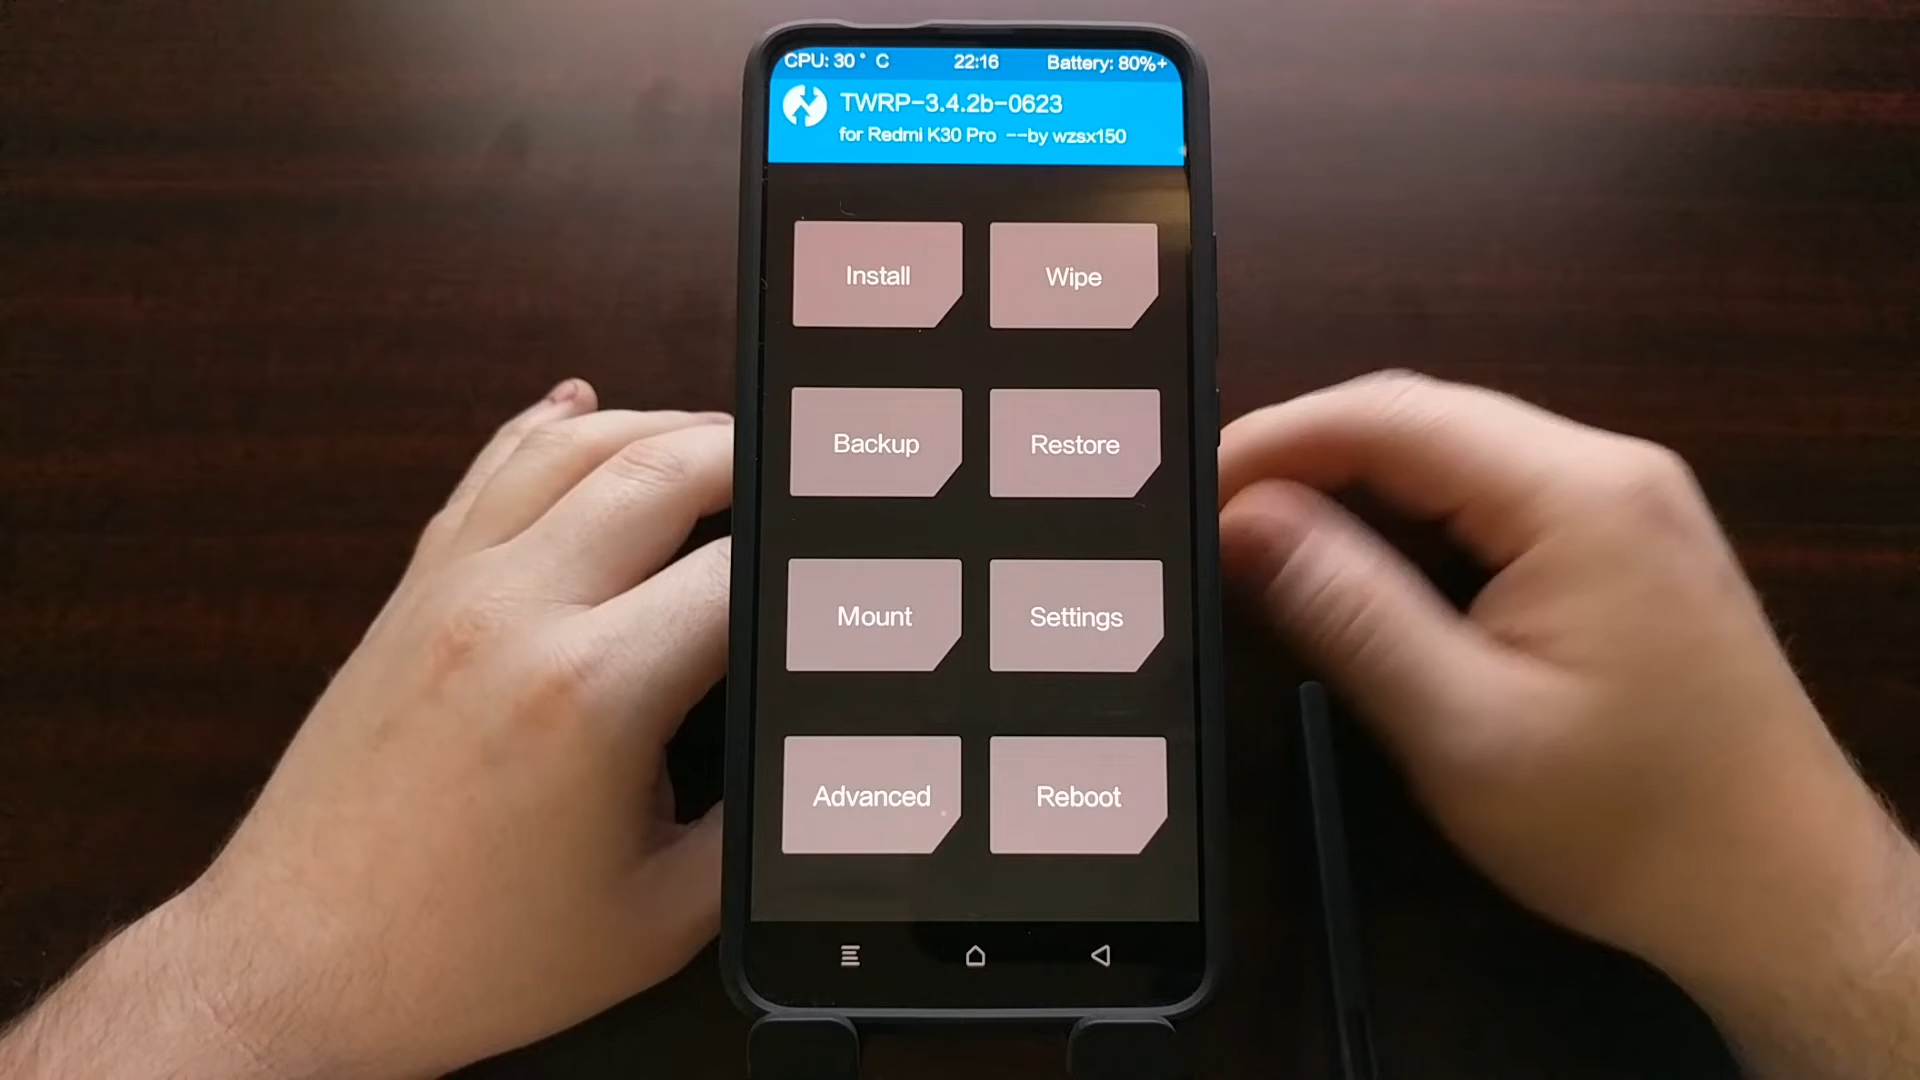 CPU: 30 ° C 22:16 Battery: 80%+
TWRP-3.4.2b-0623
for Redmi K30 Pro --by wzsx150
Install Wipe
Backup Restore
Mount Settings
Advanced Reboot